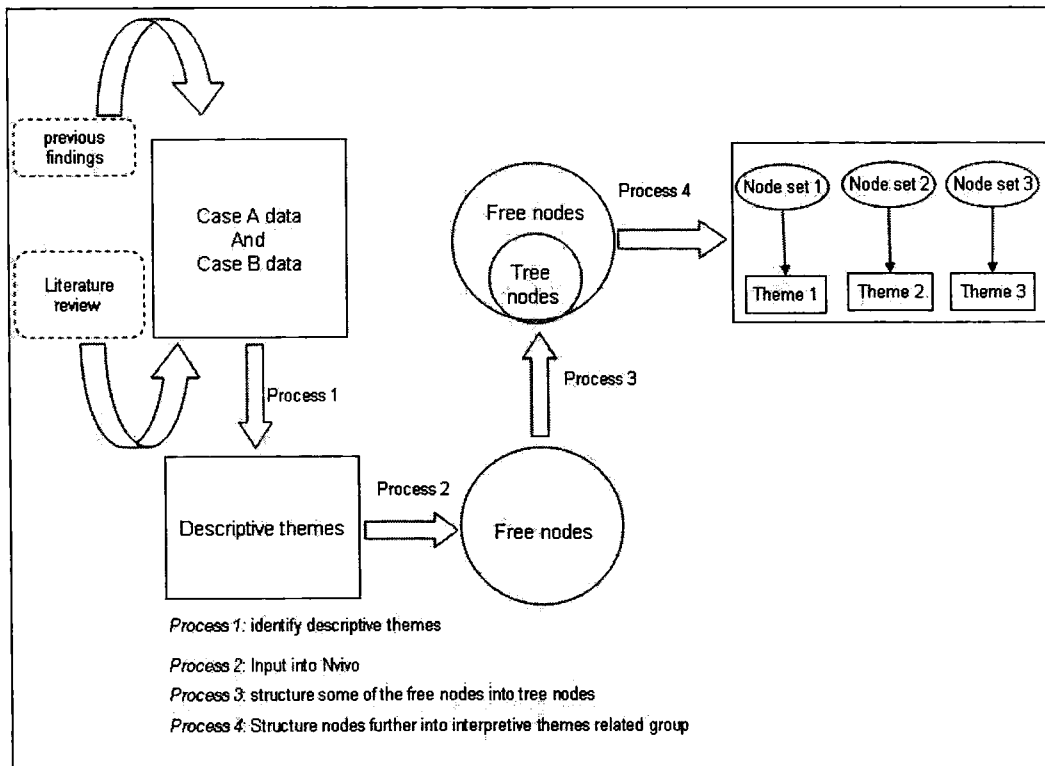 previous
findings
Case A data
And
Case B data
Literature
review
Process 1
Descriptive themes
Process 2
Free nodes
Process 3
Free nodes
Tree
nodes
Process 4
Node set 1
Node set 2
Node set 3
Theme 1
Theme 2
Theme 3
Process 1: identify descriptive themes
Process 2: Input into Nvivo
Process 3: structure some of the free nodes into tree nodes
Process 4: Structure nodes further into interpretive themes related group